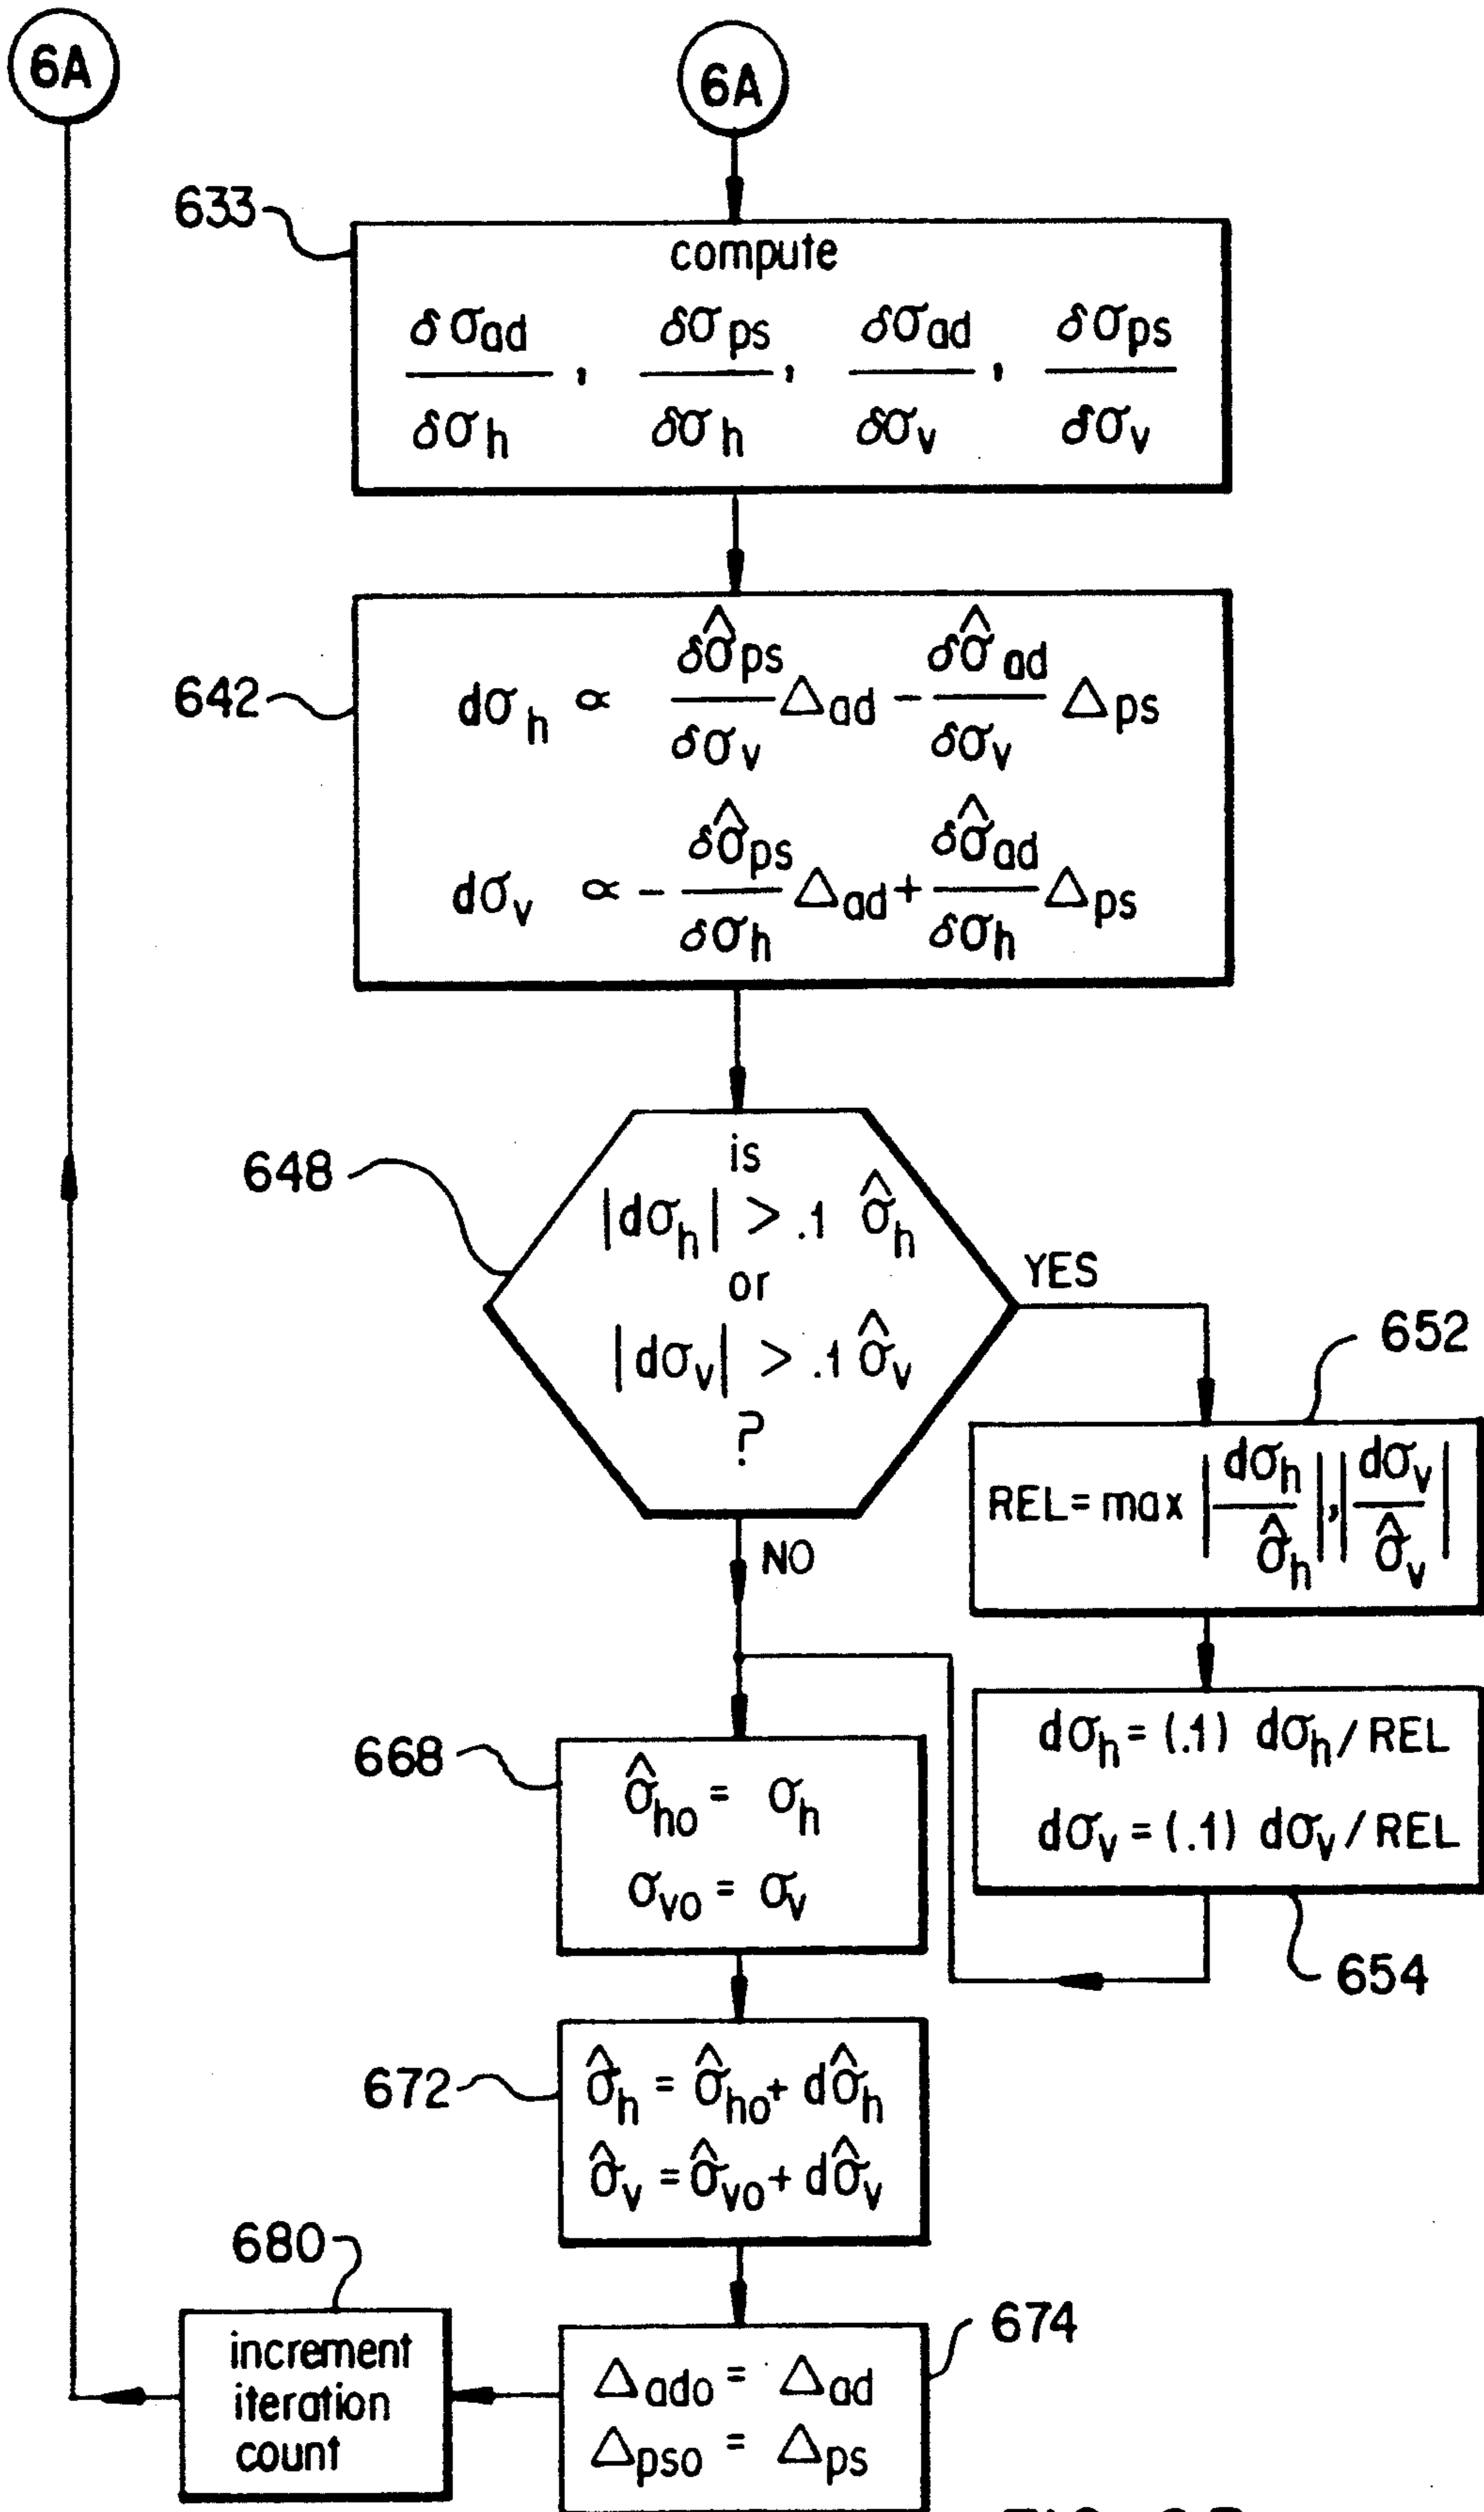 6A
6A
633
compute
δσad/δσh , δσps/δσh , δσad/δσv , δσps/δσv
642
dσh ∝ δσ̂ps/δσv Δad − δσ̂ad/δσv Δps
dσv ∝ − δσ̂ps/δσh Δad + δσ̂ad/δσh Δps
648
is
|dσh| > .1 σ̂h
or
|dσv| > .1 σ̂v
?
YES
652
REL = max |dσh/σ̂h| , |dσv/σ̂v|
NO
654
dσh = (.1) dσh / REL
dσv = (.1) dσv / REL
668
σ̂ho = σh
σvo = σv
672
σ̂h = σ̂ho + dσ̂h
σ̂v = σ̂vo + dσ̂v
680
increment
iteration
count
674
Δado = Δad
Δpso = Δps